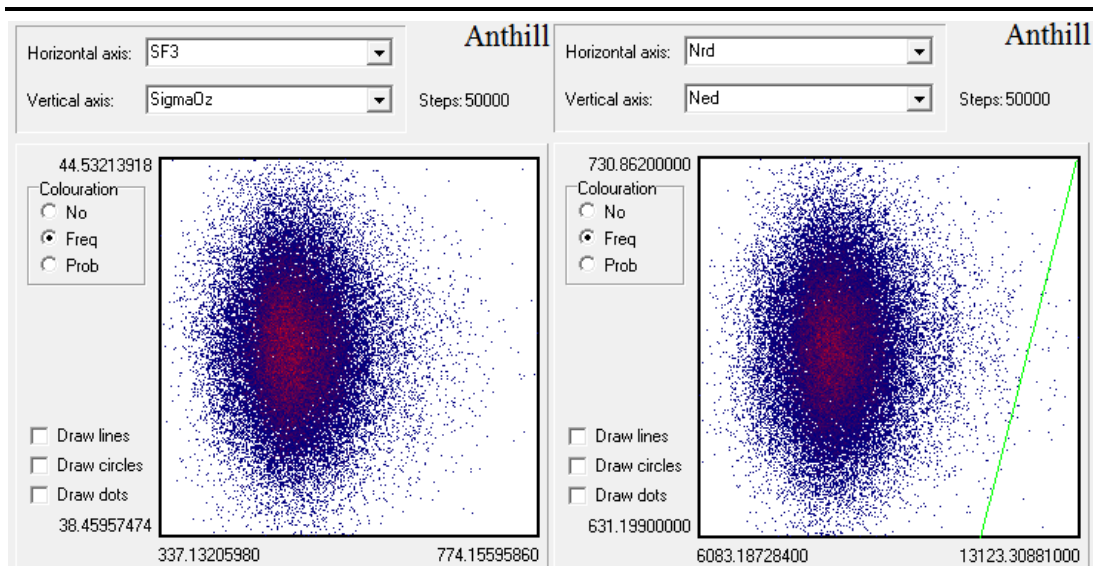 Anthill
Horizontal axis: SF3
Vertical axis: SigmaOz Steps: 50000
44.53213918
Colouration
No
Freq
Prob
Draw lines
Draw circles
Draw dots
38.45957474
337.13205980 774.15595860
Anthill
Horizontal axis: Nrd
Vertical axis: Ned Steps: 50000
730.86200000
Colouration
No
Freq
Prob
Draw lines
Draw circles
Draw dots
631.19900000
6083.18728400 13123.30881000